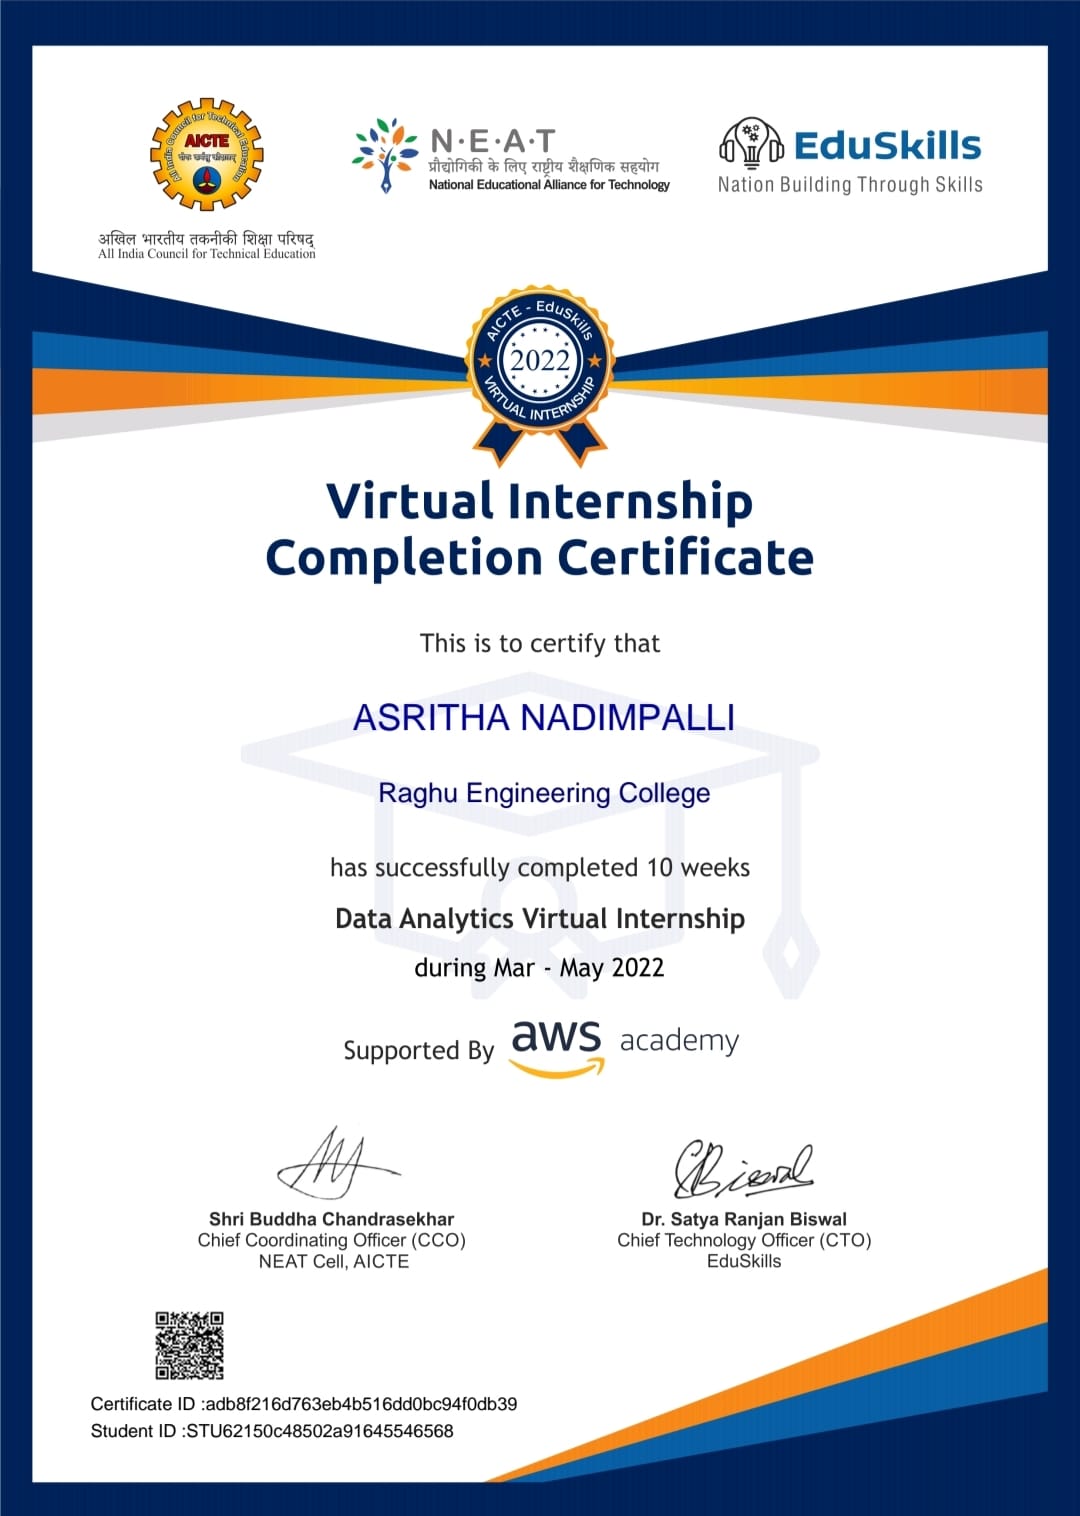 All India Council for Technical Education
AICTE
अखिल भारतीय तकनीकी शिक्षा परिषद्
All India Council for Technical Education
N·E·A·T
प्रौद्योगिकी के लिए राष्ट्रीय शैक्षणिक सहयोग
National Educational Alliance for Technology
EduSkills
Nation Building Through Skills
AICTE - EduSkills
2022
VIRTUAL INTERNSHIP
Virtual Internship
Completion Certificate
This is to certify that
ASRITHA NADIMPALLI
Raghu Engineering College
has successfully completed 10 weeks
Data Analytics Virtual Internship
during Mar - May 2022
Supported By aws academy
SBiswal
Shri Buddha Chandrasekhar
Chief Coordinating Officer (CCO)
NEAT Cell, AICTE
Dr. Satya Ranjan Biswal
Chief Technology Officer (CTO)
EduSkills
Certificate ID :adb8f216d763eb4b516dd0bc94f0db39
Student ID :STU62150c48502a91645546568